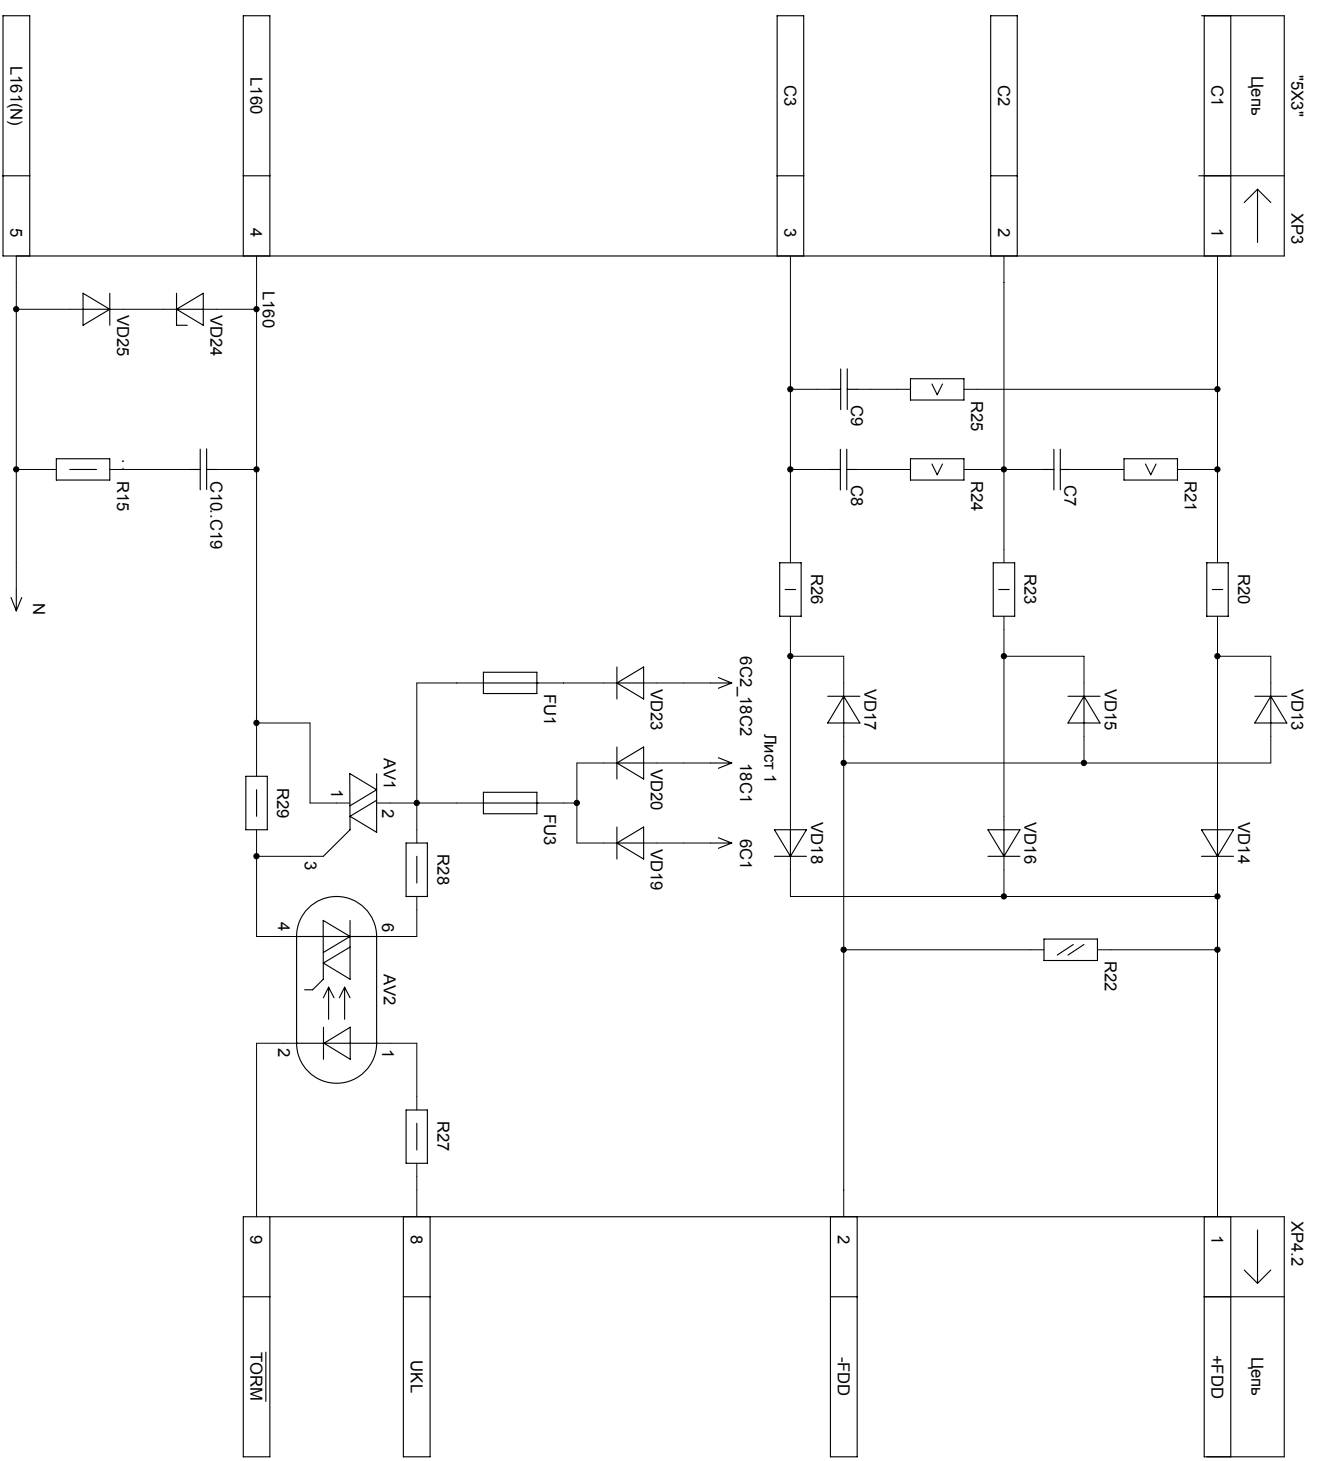 "5X3"
XP3
Цепь
C1
1
C2
2
C3
3
L160
4
L161(N)
5
R25
C9
R21
C7
R24
C8
R20
R23
R26
VD13
VD15
VD17
VD14
VD16
VD18
R22
6C2_18C2
Лист 1
18C1
6C1
VD23
VD20
VD19
FU1
FU3
L160
VD24
VD25
C10..C19
R15
N
AV1
1
2
3
R29
R28
AV2
6
4
1
2
R27
XP4.2
Цепь
1
+FDD
2
-FDD
8
UKL
9
TORM